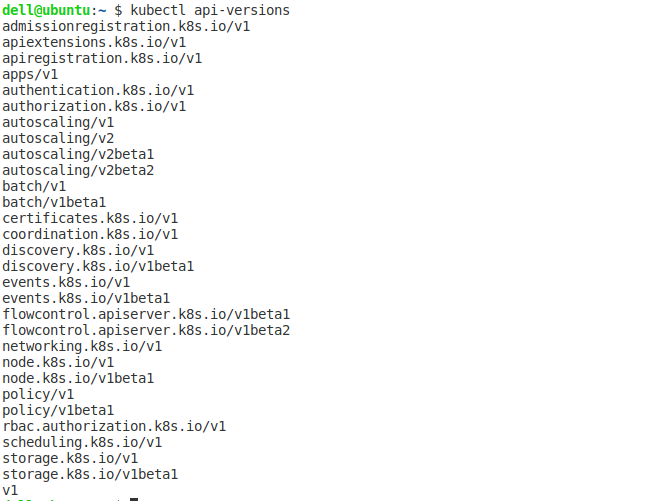 dell@ubuntu:~ $ kubectl api-versions
admissionregistration.k8s.io/v1
apiextensions.k8s.io/v1
apiregistration.k8s.io/v1
apps/v1
authentication.k8s.io/v1
authorization.k8s.io/v1
autoscaling/v1
autoscaling/v2
autoscaling/v2beta1
autoscaling/v2beta2
batch/v1
batch/v1beta1
certificates.k8s.io/v1
coordination.k8s.io/v1
discovery.k8s.io/v1
discovery.k8s.io/v1beta1
events.k8s.io/v1
events.k8s.io/v1beta1
flowcontrol.apiserver.k8s.io/v1beta1
flowcontrol.apiserver.k8s.io/v1beta2
networking.k8s.io/v1
node.k8s.io/v1
node.k8s.io/v1beta1
policy/v1
policy/v1beta1
rbac.authorization.k8s.io/v1
scheduling.k8s.io/v1
storage.k8s.io/v1
storage.k8s.io/v1beta1
v1